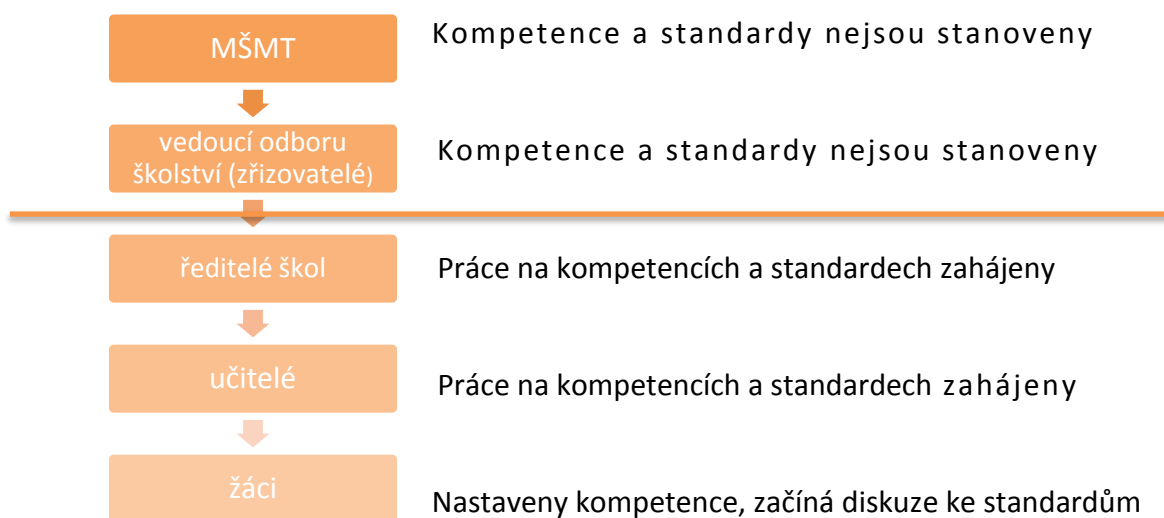 MŠMT
Kompetence a standardy nejsou stanoveny
vedoucí odboru
školství (zřizovatelé)
Kompetence a standardy nejsou stanoveny
ředitelé škol
Práce na kompetencích a standardech zahájeny
učitelé
Práce na kompetencích a standardech zahájeny
žáci
Nastaveny kompetence, začíná diskuze ke standardům